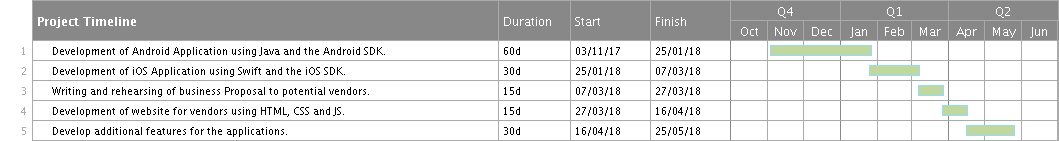 Project Timeline Duration Start Finish Q4 Q1 Q2
Oct Nov Dec Jan Feb Mar Apr May Jun
1 Development of Android Application using Java and the Android SDK. 60d 03/11/17 25/01/18
2 Development of iOS Application using Swift and the iOS SDK. 30d 25/01/18 07/03/18
3 Writing and rehearsing of business Proposal to potential vendors. 15d 07/03/18 27/03/18
4 Development of website for vendors using HTML, CSS and JS. 15d 27/03/18 16/04/18
5 Develop additional features for the applications. 30d 16/04/18 25/05/18